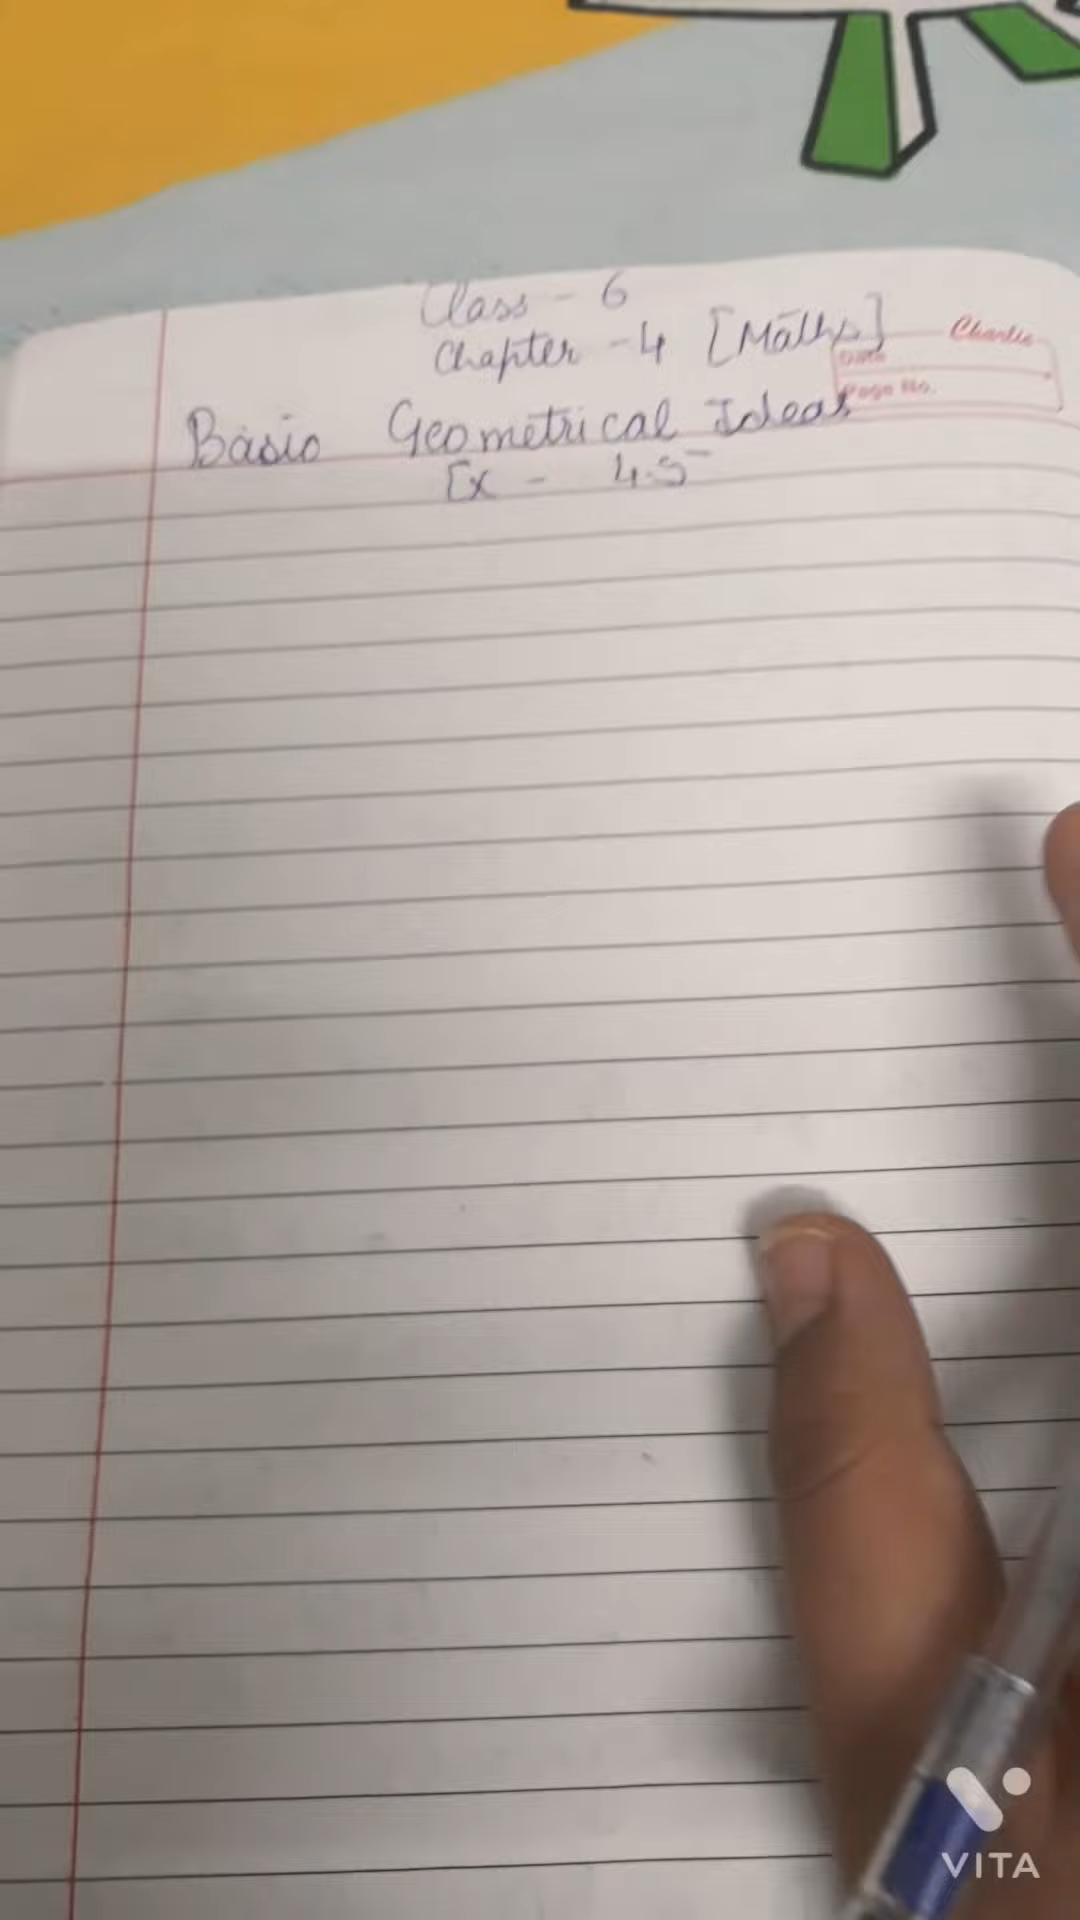 Class - 6
Chapter - 4 [Maths]
Charlie
Date
Page No.
Basic Geometrical Ideas
Ex - 4.5
VITA